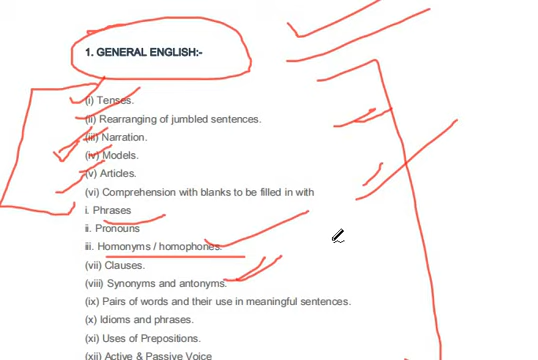 1. GENERAL ENGLISH:-
(i) Tenses.
(ii) Rearranging of jumbled sentences.
(iii) Narration.
(iv) Models.
(v) Articles.
(vi) Comprehension with blanks to be filled in with
i. Phrases
ii. Pronouns
iii. Homonyms / homophones.
(vii) Clauses.
(viii) Synonyms and antonyms.
(ix) Pairs of words and their use in meaningful sentences.
(x) Idioms and phrases.
(xi) Uses of Prepositions.
(xii) Active & Passive Voice